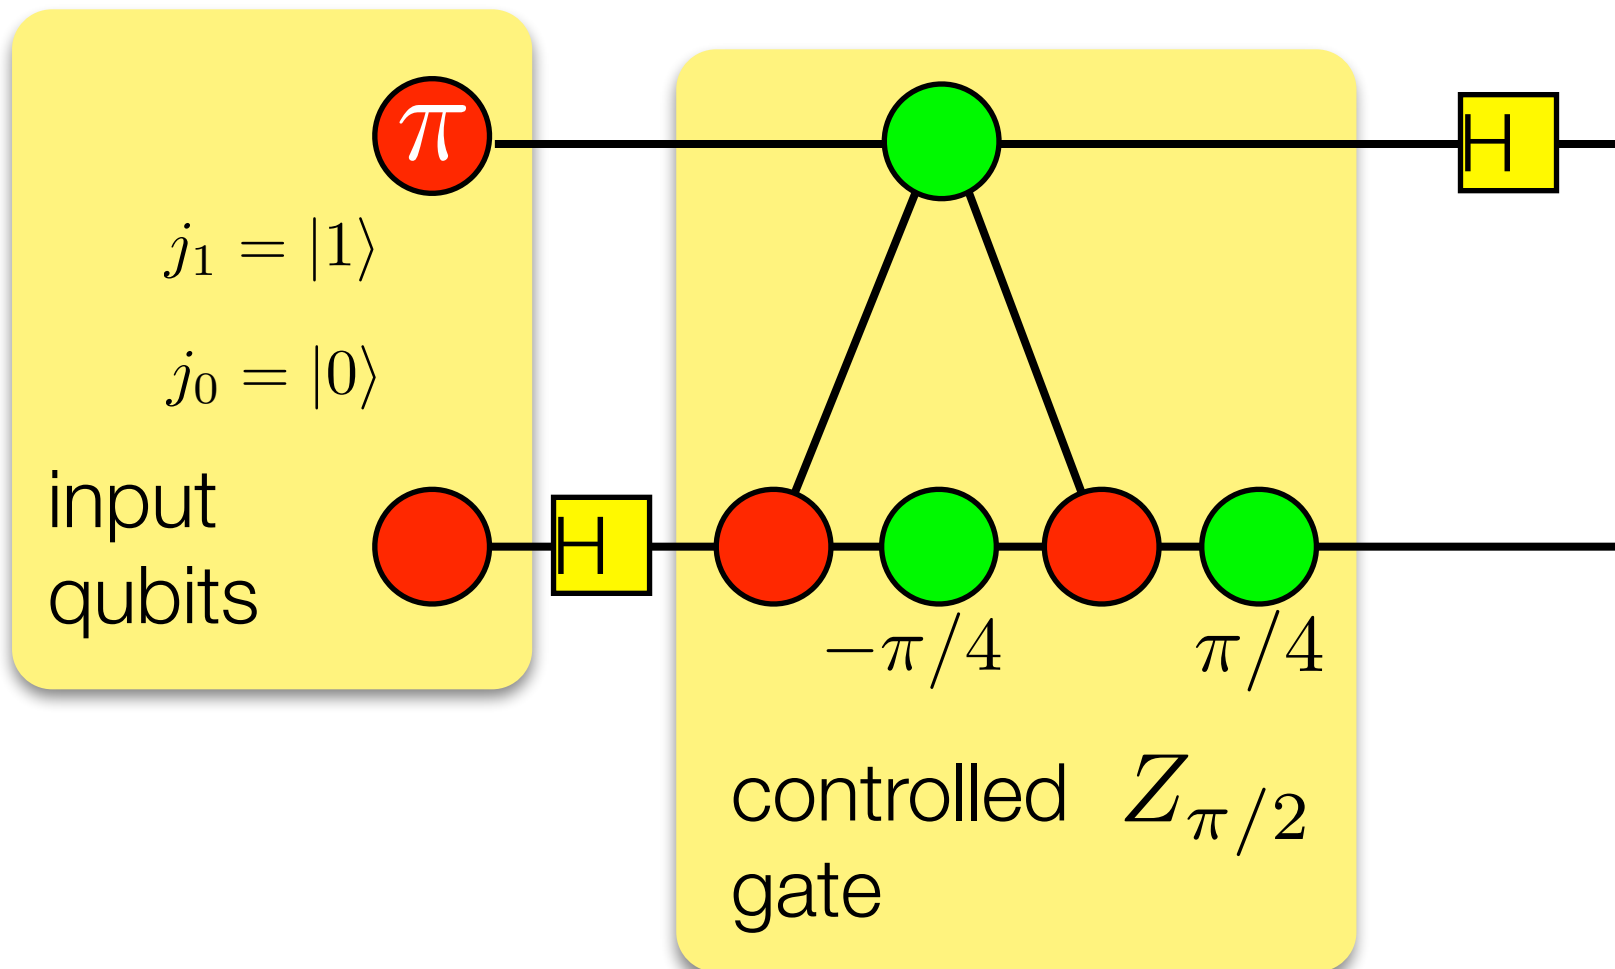 π
H
j₁ = |1⟩
j₀ = |0⟩
input
qubits
H
−π/4
π/4
controlled Z_{π/2}
gate